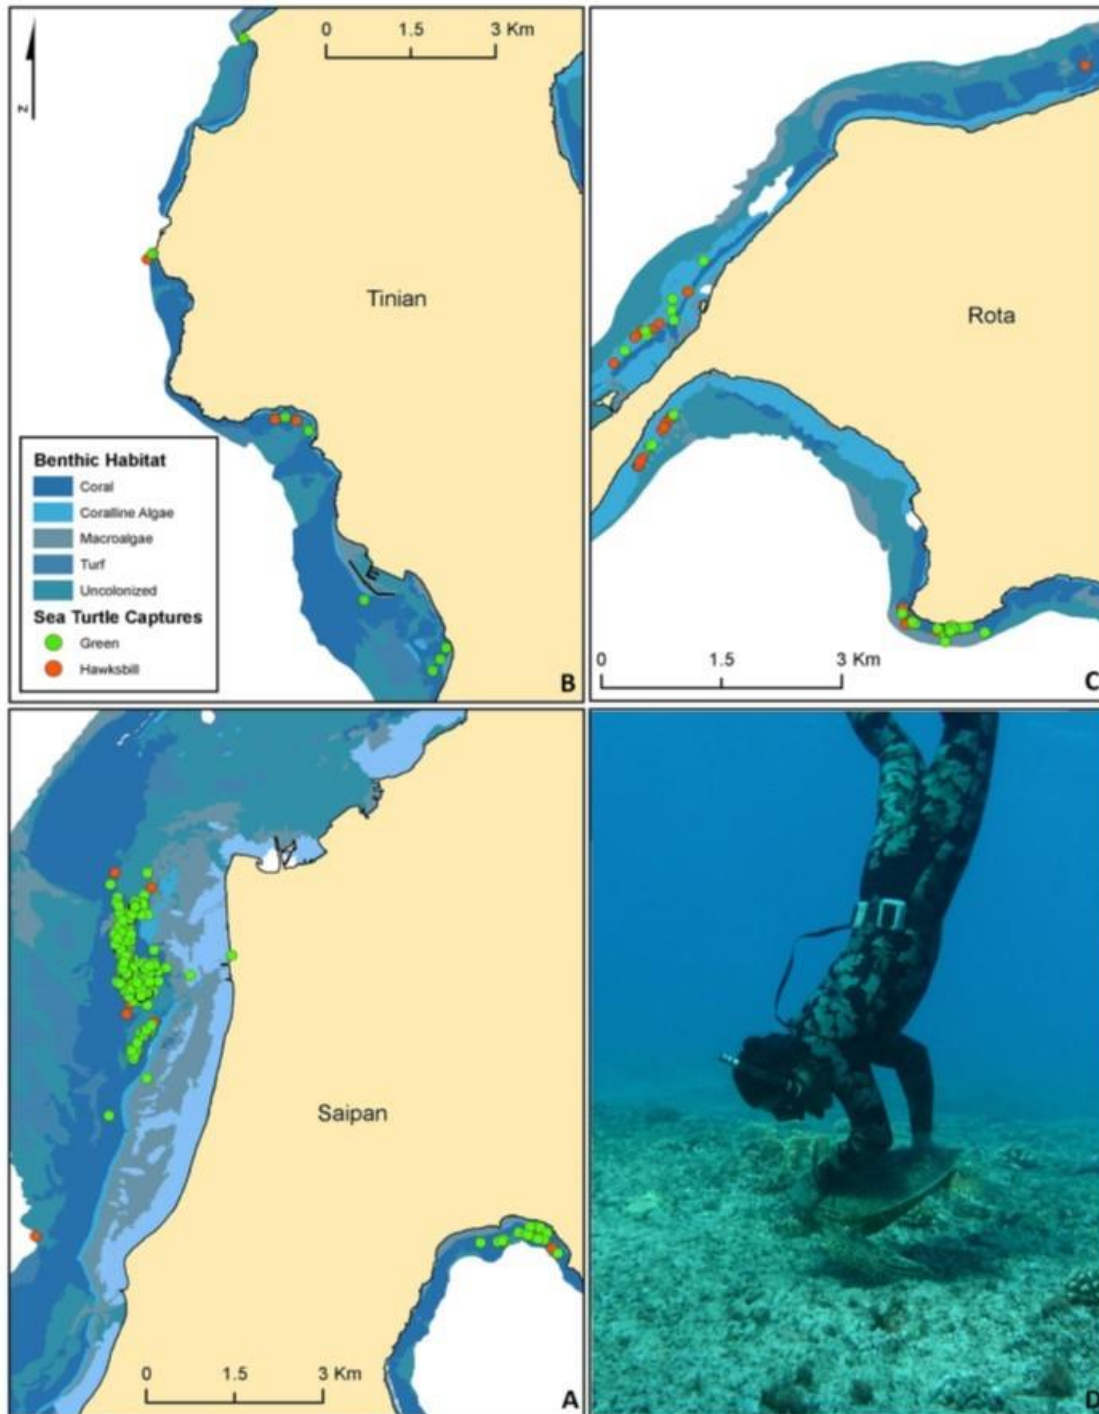 0 1.5 3 Km
N
Tinian
Benthic Habitat
Coral
Coralline Algae
Macroalgae
Turf
Uncolonized
Sea Turtle Captures
Green
Hawksbill
B
Rota
0 1.5 3 Km
C
Saipan
0 1.5 3 Km
A
D